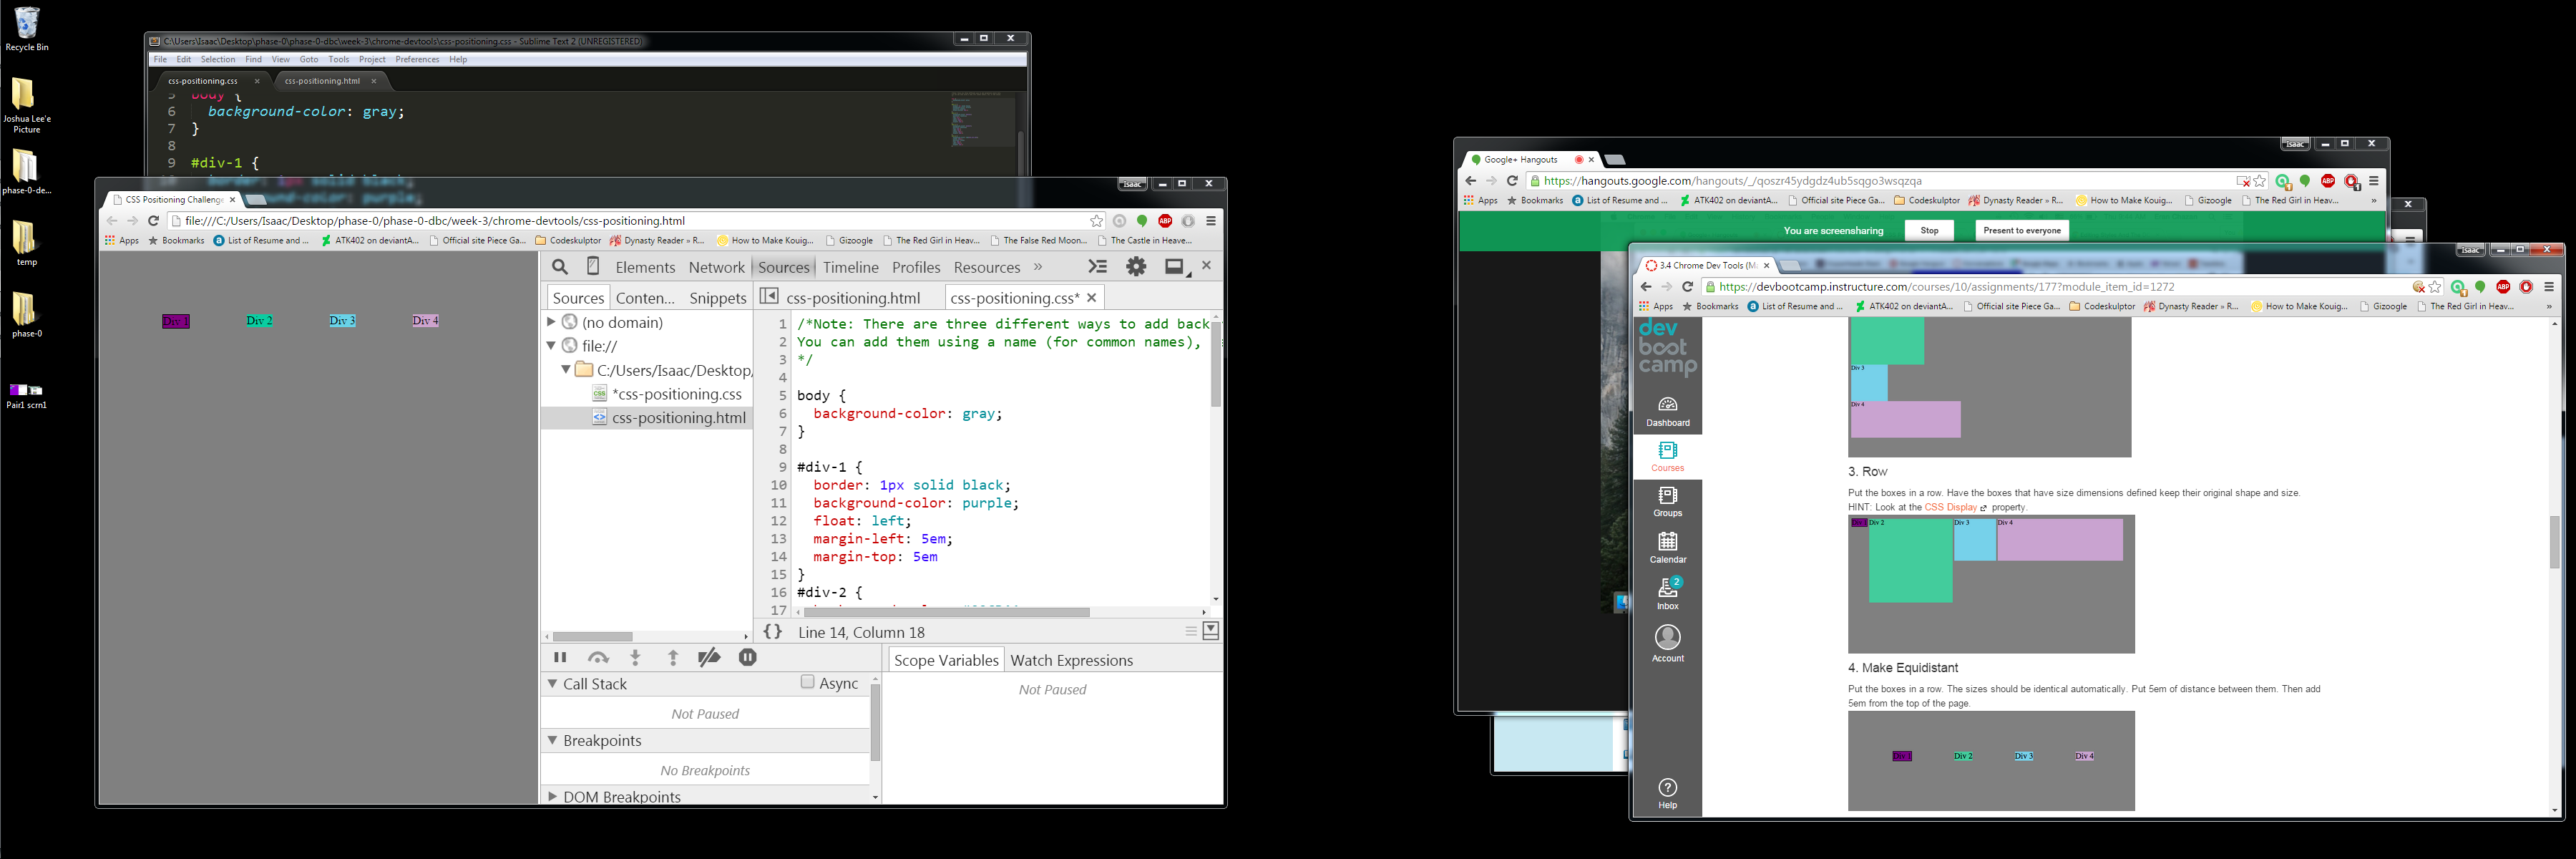 Recycle Bin
Joshua Lee'e
Picture
phase-0-de...
temp
phase-0
Pair1 scrn1
C:\Users\Isaac\Desktop\phase-0\phase-0-dbc\week-3\chrome-devtools\css-positioning.css - Sublime Text 2 (UNREGISTERED)
File Edit Selection Find View Goto Tools Project Preferences Help
css-positioning.css × css-positioning.html ×
5 body {
6 background-color: gray;
7 }
8
9 #div-1 {
10 border: 1px solid black;
CSS Positioning Challenge ×
Isaac
file:///C:/Users/Isaac/Desktop/phase-0/phase-0-dbc/week-3/chrome-devtools/css-positioning.html
Apps Bookmarks List of Resume and ... ATK402 on deviantA... Official site Piece Ga... Codeskulptor Dynasty Reader » R... How to Make Kouig... Gizoogle The Red Girl in Heav... The False Red Moon... The Castle in Heave...
Div 1 Div 2 Div 3 Div 4
Elements Network Sources Timeline Profiles Resources »
Sources Conten... Snippets
css-positioning.html css-positioning.css* ×
(no domain)
file://
C:/Users/Isaac/Desktop/
*css-positioning.css
css-positioning.html
1 /*Note: There are three different ways to add back
2 You can add them using a name (for common names),
3 */
4
5 body {
6 background-color: gray;
7 }
8
9 #div-1 {
10 border: 1px solid black;
11 background-color: purple;
12 float: left;
13 margin-left: 5em;
14 margin-top: 5em
15 }
16 #div-2 {
17
{} Line 14, Column 18
Call Stack Async
Not Paused
Breakpoints
No Breakpoints
DOM Breakpoints
Scope Variables Watch Expressions
Not Paused
Google+ Hangouts ×
Isaac
https://hangouts.google.com/hangouts/_/qoszr45ydgdz4ub5sqgo3wsqzqa
Apps Bookmarks List of Resume and ... ATK402 on deviantA... Official site Piece Ga... Codeskulptor Dynasty Reader » R... How to Make Kouig... Gizoogle The Red Girl in Heav... »
You are screensharing Stop Present to everyone
3.4 Chrome Dev Tools (M ×
Isaac
https://devbootcamp.instructure.com/courses/10/assignments/177?module_item_id=1272
Apps Bookmarks List of Resume and ... ATK402 on deviantA... Official site Piece Ga... Codeskulptor Dynasty Reader » R... How to Make Kouig... Gizoogle The Red Girl in Heav... »
dev
boot
camp
Dashboard
Courses
Groups
Calendar
2
Inbox
Account
Help
Div 3
Div 4
3. Row
Put the boxes in a row. Have the boxes that have size dimensions defined keep their original shape and size.
HINT: Look at the CSS Display property.
Div 1 Div 2 Div 3 Div 4
4. Make Equidistant
Put the boxes in a row. The sizes should be identical automatically. Put 5em of distance between them. Then add
5em from the top of the page.
Div 1 Div 2 Div 3 Div 4